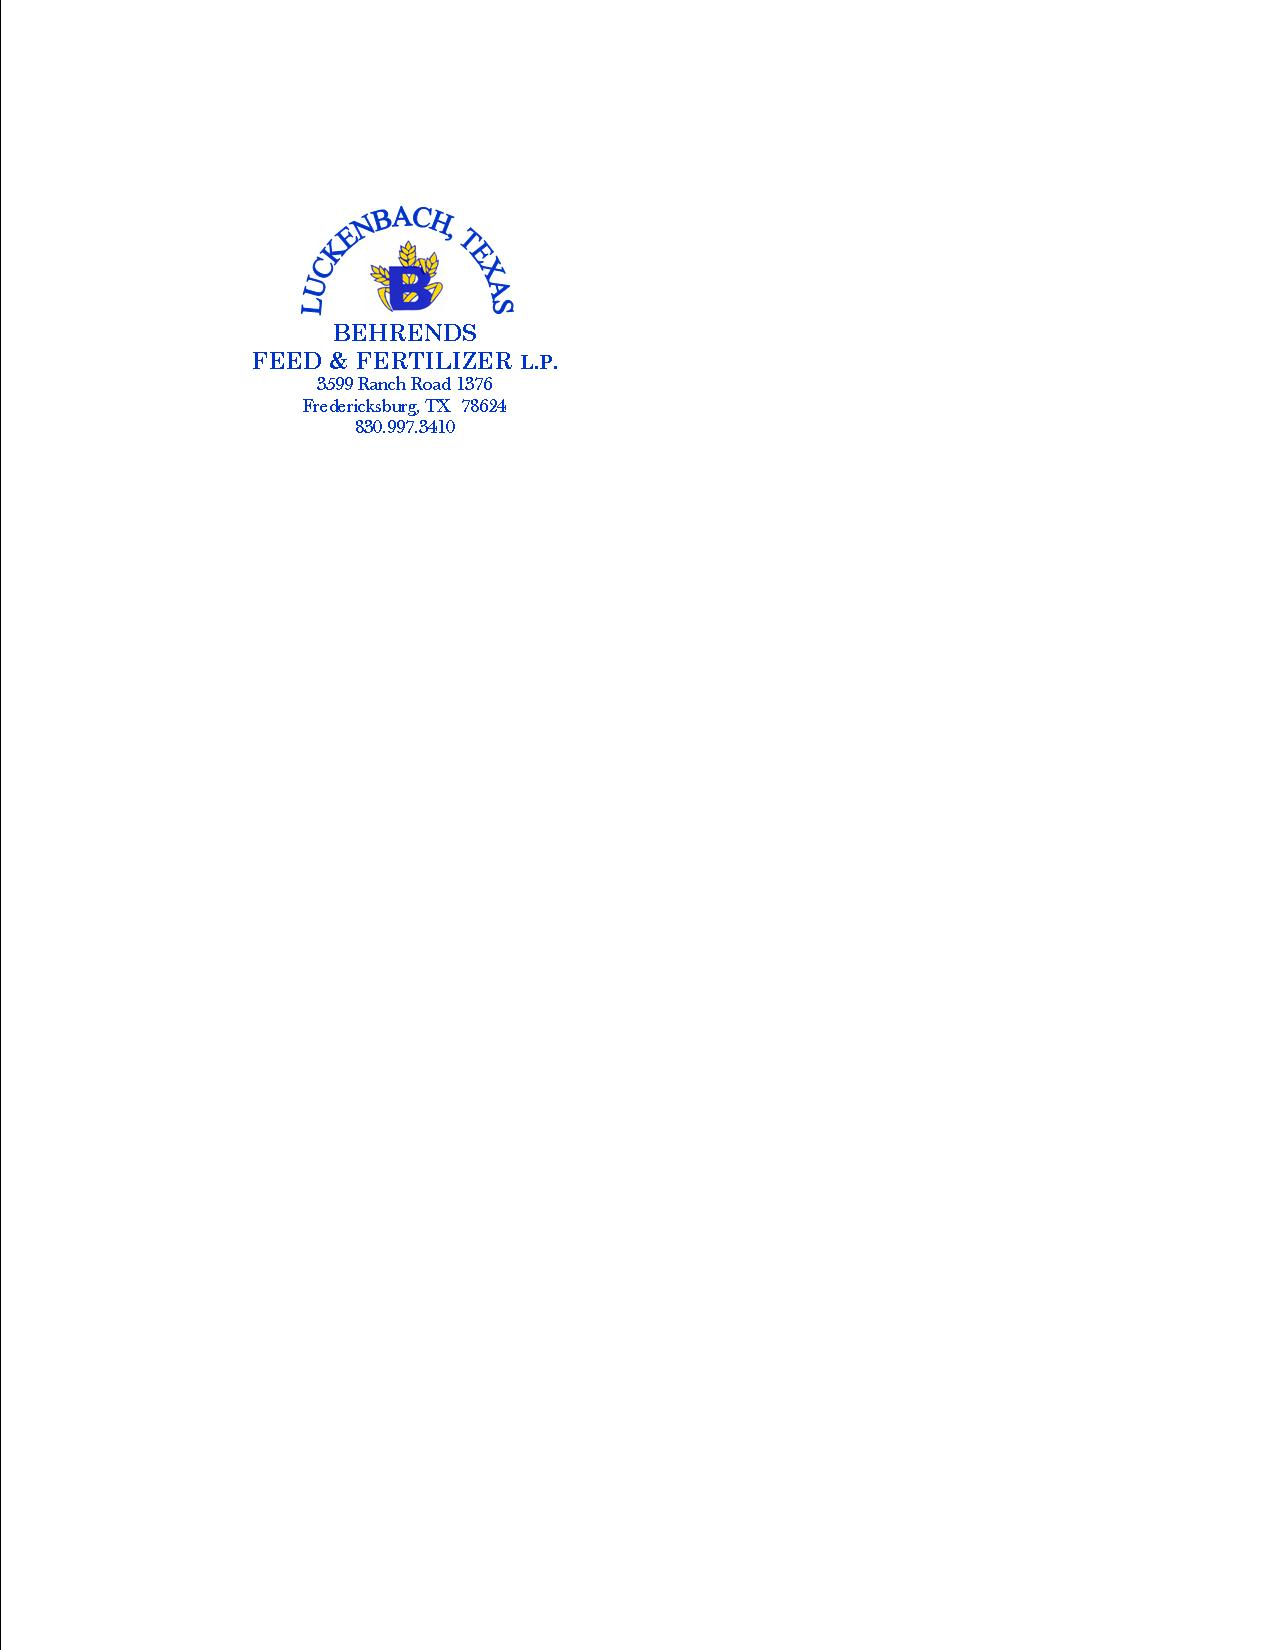 LUCKENBACH, TEXAS
B
BEHRENDS
FEED & FERTILIZER L.P.
3599 Ranch Road 1376
Fredericksburg, TX  78624
830.997.3410